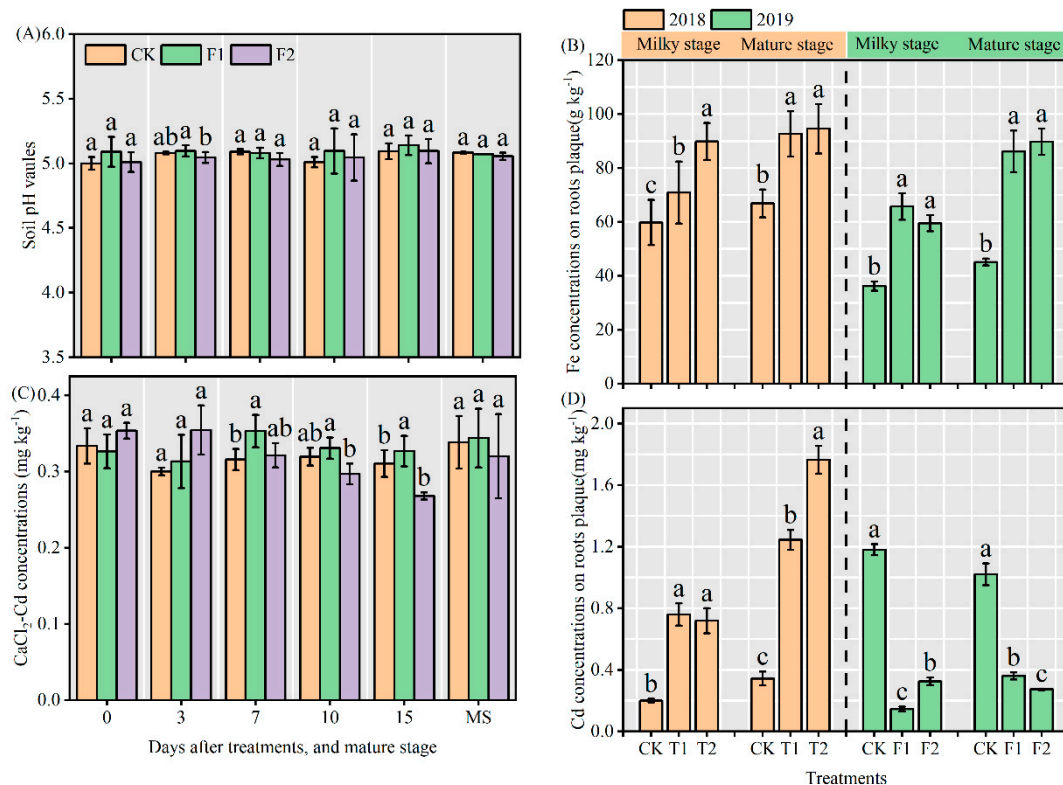 (A)
6.0
5.5
5.0
4.5
4.0
3.5
Soil pH vaules
CK F1 F2
a a a
ab a b
a a a
a a a
a a a
a a a
(C)
0.4
0.3
0.2
0.1
0.0
CaCl₂-Cd concentrations (mg kg⁻¹)
a a a
a a a
b a ab
ab a b
b a b
a a a
0 3 7 10 15 MS
Days after treatments, and mature stage
2018 2019
(B)
Milky stage Mature stage Milky stage Mature stage
120
100
80
60
40
20
0
Fe concentrations on roots plaque(g kg⁻¹)
c b a
b a a
b a a
b a a
(D)
2.0
1.6
1.2
0.8
0.4
0.0
Cd concentrations on roots plaque(mg kg⁻¹)
b a a
c b a
a c b
a b c
CK T1 T2 CK T1 T2 CK F1 F2 CK F1 F2
Treatments